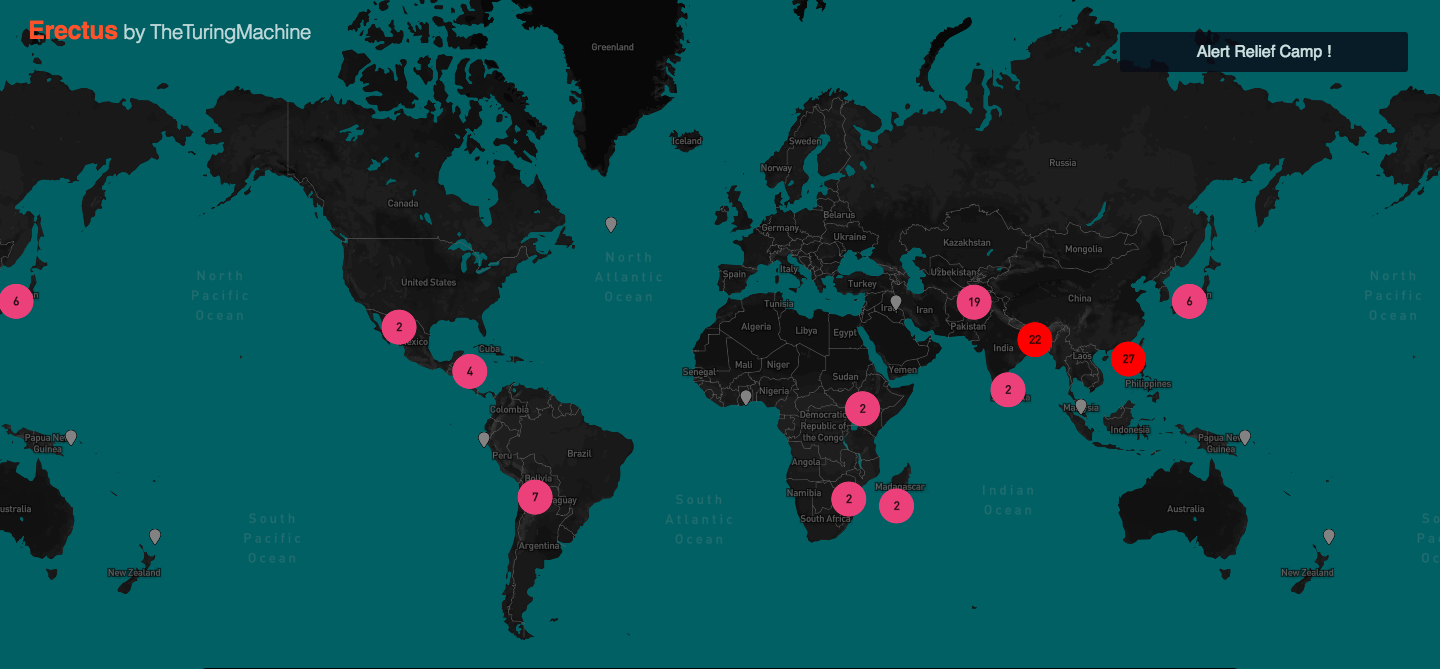 Erectus by TheTuringMachine
Alert Relief Camp !
Greenland
Iceland
Sweden
Norway
Russia
Canada
Belarus
Germany
Ukraine
Kazakhstan
Mongolia
North
Atlantic
Ocean
North
Pacific
Ocean
North
Pacific
Ocean
United States
Spain
Italy
Turkey
Uzbekistan
China
6
19
6
Tunisia
Iraq
Iran
2
Algeria
Libya
Egypt
Pakistan
22
India
Cuba
27
Laos
4
Mali
Niger
Senegal
Sudan
Yemen
Philippines
2
Nigeria
2
Colombia
Democratic
Republic of
the Congo
Indonesia
Papua New
Guinea
Papua New
Guinea
Peru
Brazil
Angola
Bolivia
7
Namibia
2
Madagascar
2
South
Atlantic
Ocean
Indian
Ocean
South Africa
Australia
ustralia
South
Pacific
Ocean
Argentina
New Zealand
New Zealand